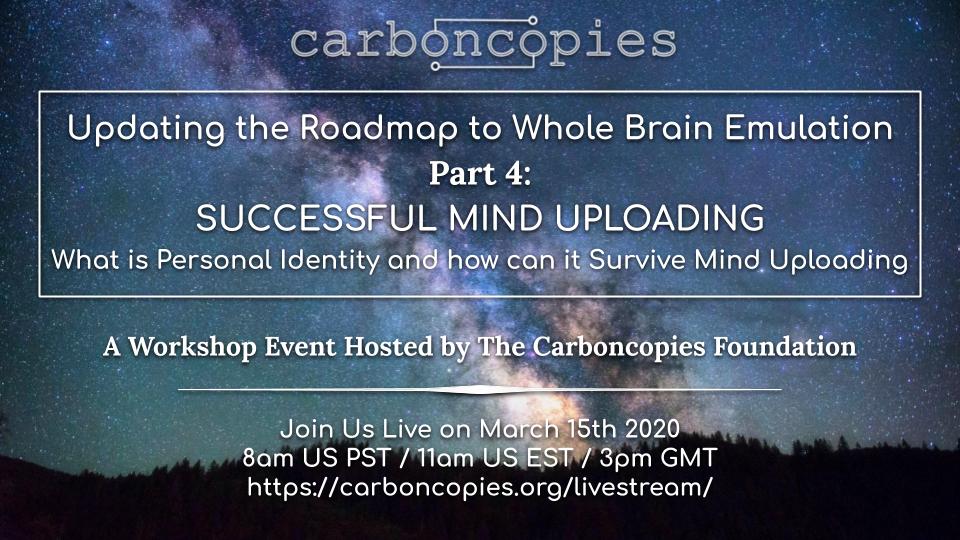 carboncopies
Updating the Roadmap to Whole Brain Emulation
Part 4:
SUCCESSFUL MIND UPLOADING
What is Personal Identity and how can it Survive Mind Uploading
A Workshop Event Hosted by The Carboncopies Foundation
Join Us Live on March 15th 2020
8am US PST / 11am US EST / 3pm GMT
https://carboncopies.org/livestream/